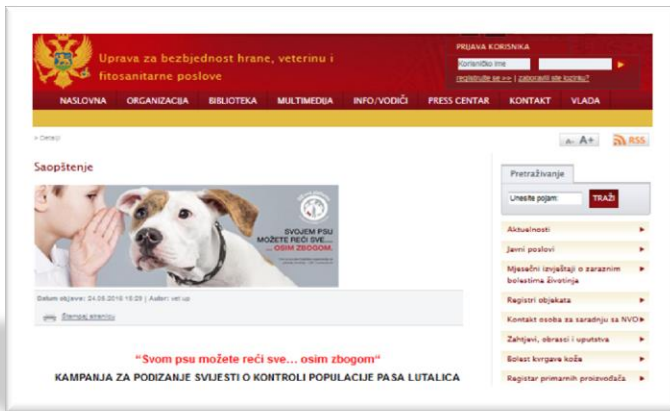 Uprava za bezbjednost hrane, veterinu i
fitosanitarne poslove
PRIJAVA KORISNIKA
Korisničko ime
registrujte se >> | zaboravili ste lozinku?
NASLOVNA ORGANIZACIJA BIBLIOTEKA MULTIMEDIJA INFO/VODIČI PRESS CENTAR KONTAKT VLADA
» Detalji
A- A+ RSS
Saopštenje
SVOJEM PSU
MOŽETE REĆI SVE....
... OSIM ZBOGOM.
Datum objave: 24.05.2016 | Autor: vet up
Štampaj stranicu
Pretraživanje
Unesite pojam: TRAŽI
Aktuelnosti
Javni poslovi
Mjesečni izvještaji o zaraznim
bolestima životinja
Registri objekata
Kontakt osoba za saradnju sa NVO
Zahtjevi, obrasci i uputstva
Bolest kvrgave kože
Registar primarnih proizvođača
“Svom psu možete reći sve... osim zbogom“
KAMPANJA ZA PODIZANJE SVIJESTI O KONTROLI POPULACIJE PASA LUTALICA